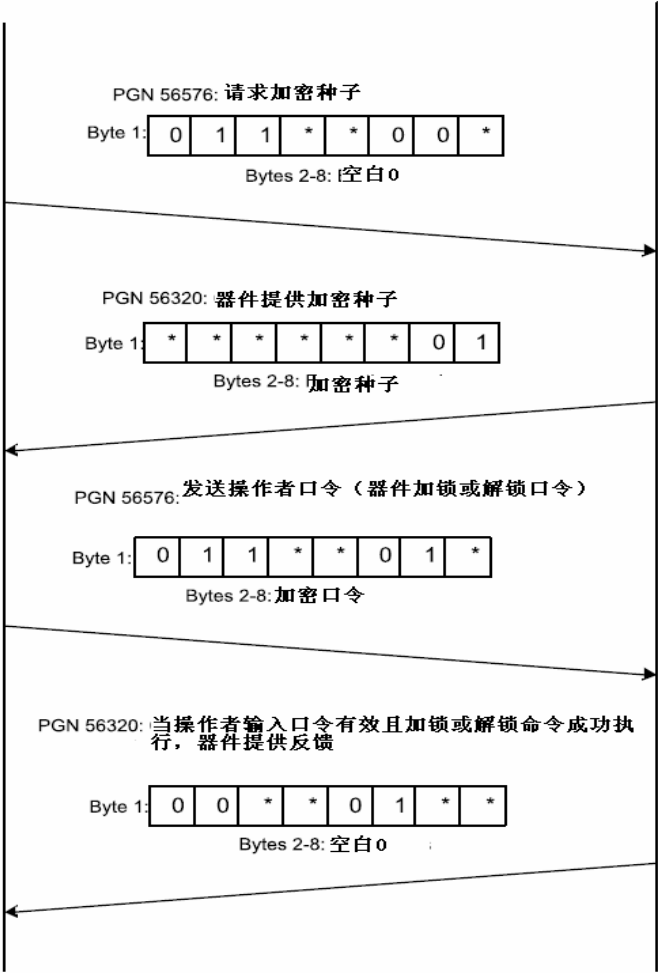 PGN 56576: 请求加密种子
Byte 1: 0 1 1 * * 0 0 *
Bytes 2-8: 空白0
PGN 56320: 器件提供加密种子
Byte 1: * * * * * * 0 1
Bytes 2-8: 加密种子
PGN 56576: 发送操作者口令（器件加锁或解锁口令）
Byte 1: 0 1 1 * * 0 1 *
Bytes 2-8: 加密口令
PGN 56320: 当操作者输入口令有效且加锁或解锁命令成功执
行，器件提供反馈
Byte 1: 0 0 * * 0 1 * *
Bytes 2-8: 空白0